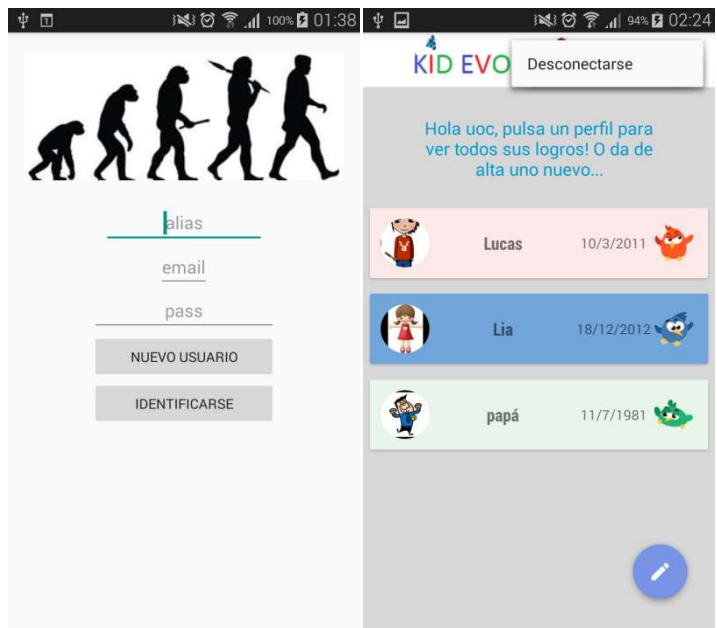 100% 01:38
alias
email
pass
NUEVO USUARIO
IDENTIFICARSE
94% 02:24
KID EVO
Desconectarse
Hola uoc, pulsa un perfil para
ver todos sus logros! O da de
alta uno nuevo...
Lucas 10/3/2011
Lia 18/12/2012
papá 11/7/1981